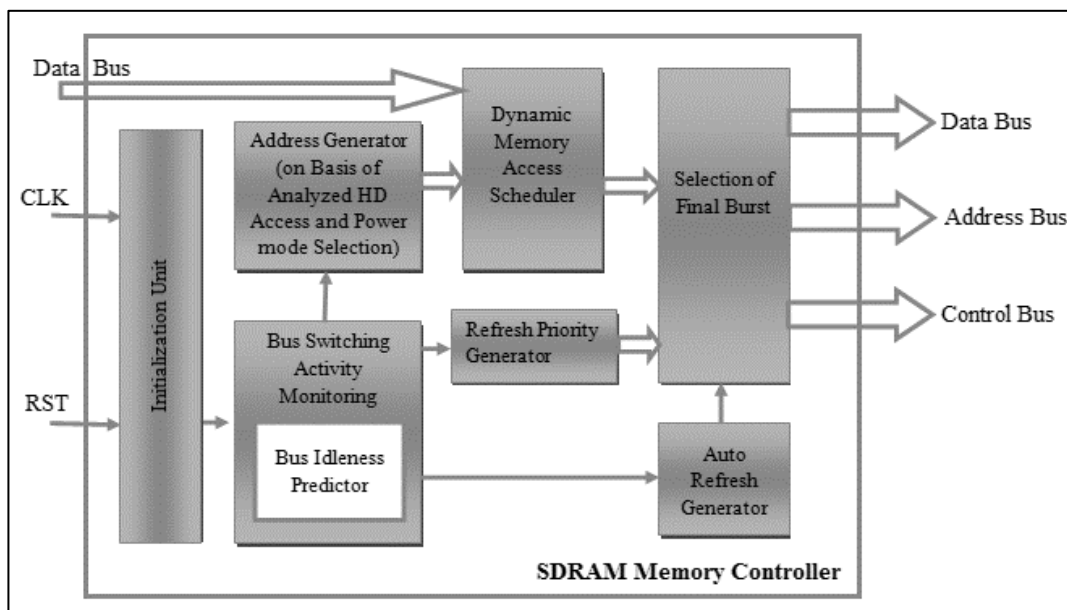 Data Bus
CLK
RST
Initialization Unit
Address Generator
(on Basis of
Analyzed HD
Access and Power
mode Selection)
Bus Switching
Activity
Monitoring
Bus Idleness
Predictor
Dynamic
Memory
Access
Scheduler
Refresh Priority
Generator
Selection of
Final Burst
Auto
Refresh
Generator
Data Bus
Address Bus
Control Bus
SDRAM Memory Controller